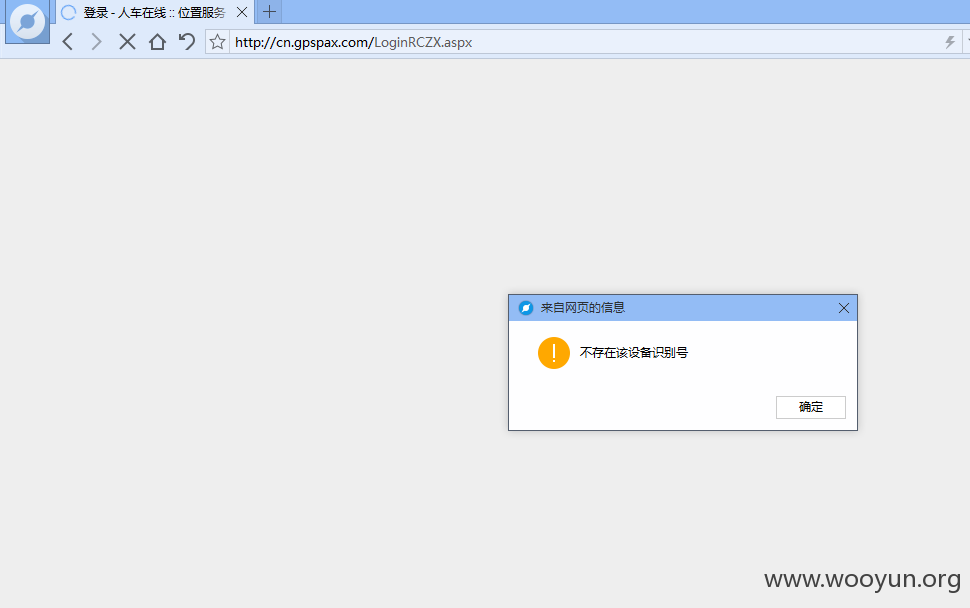 登录 - 人车在线 :: 位置服务
http://cn.gpspax.com/LoginRCZX.aspx
来自网页的信息
不存在该设备识别号
确定
www.wooyun.org